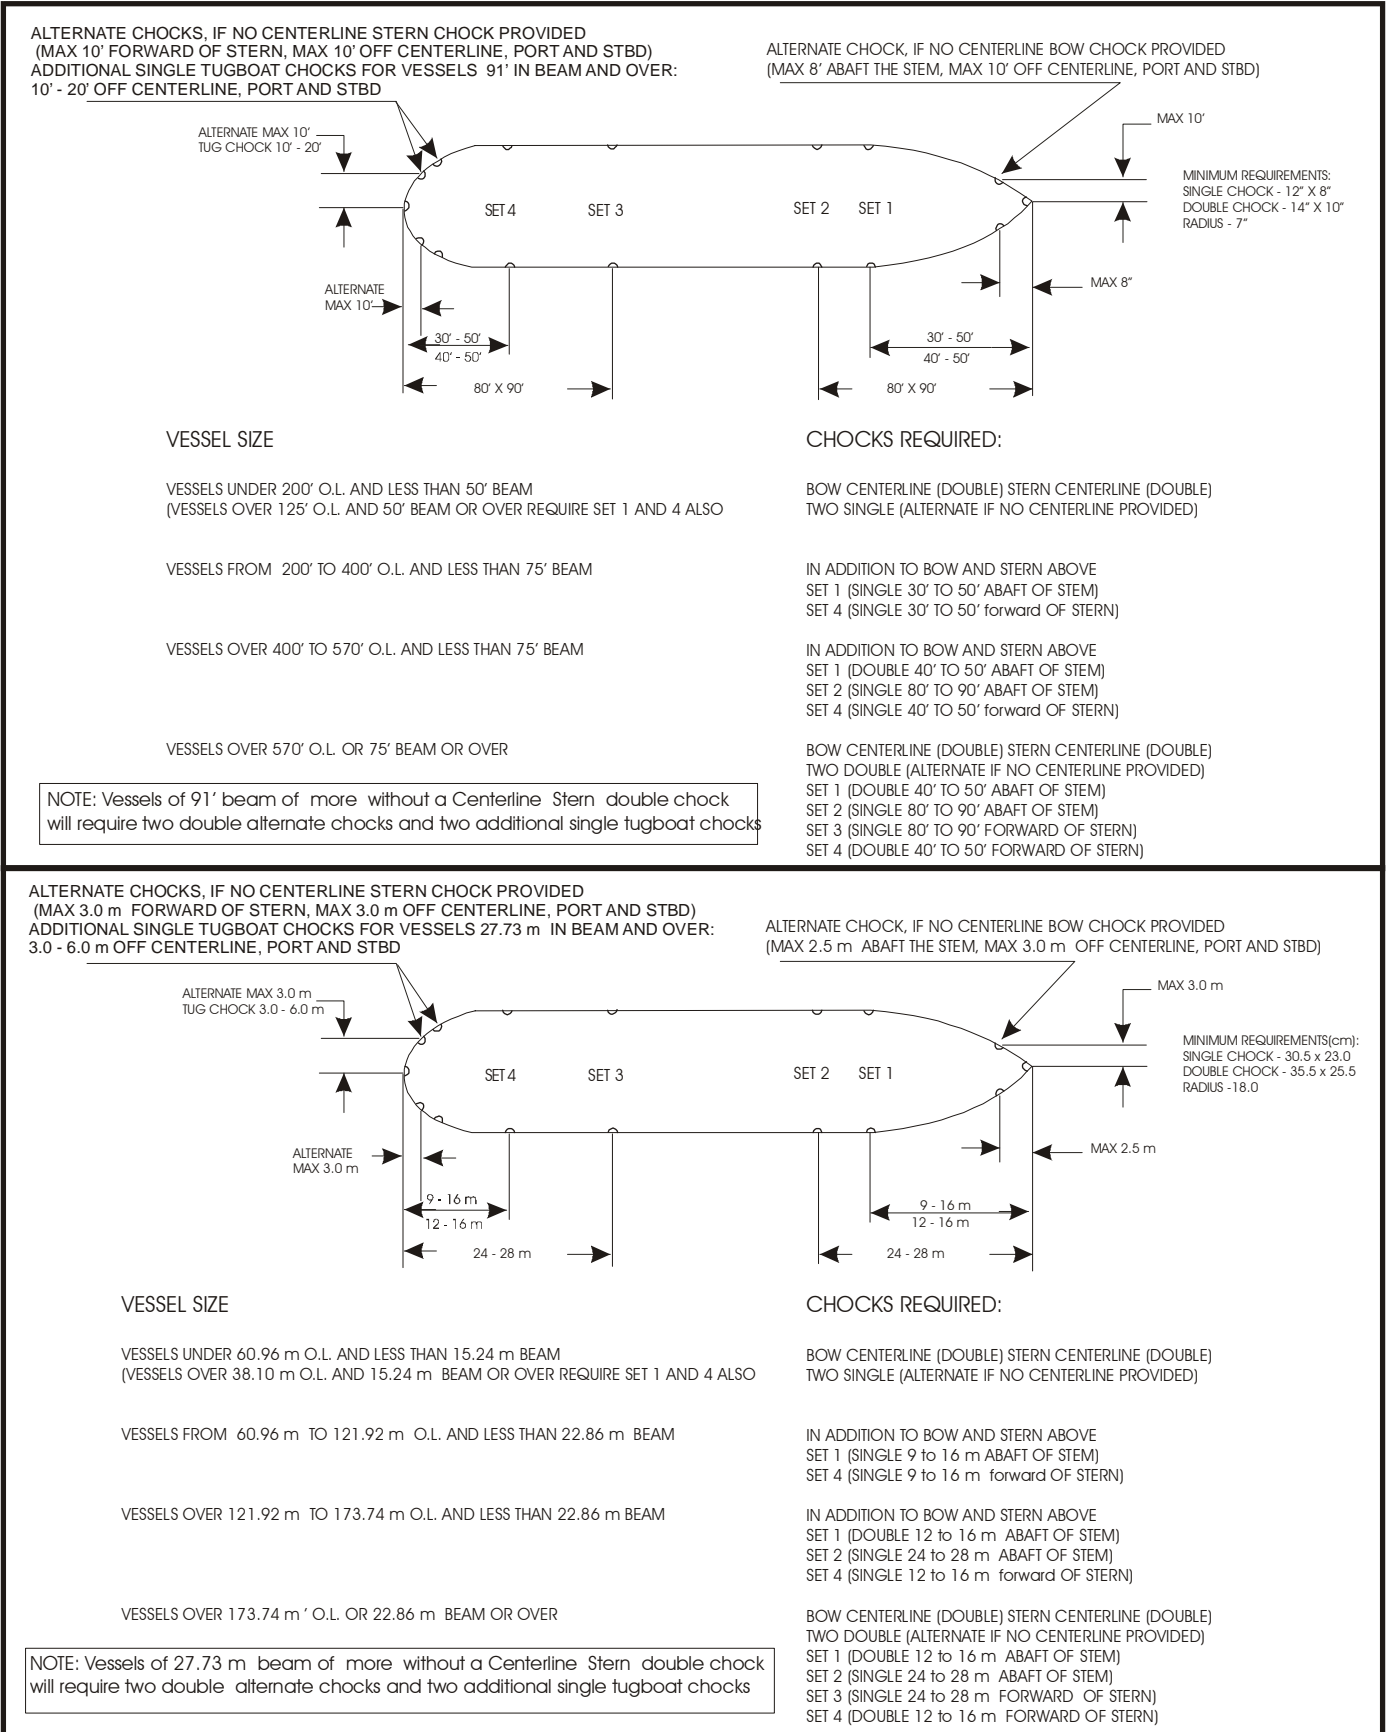 ALTERNATE CHOCKS, IF NO CENTERLINE STERN CHOCK PROVIDED
(MAX 10' FORWARD OF STERN, MAX 10' OFF CENTERLINE, PORT AND STBD)
ADDITIONAL SINGLE TUGBOAT CHOCKS FOR VESSELS 91' IN BEAM AND OVER:
10' - 20' OFF CENTERLINE, PORT AND STBD
ALTERNATE CHOCK, IF NO CENTERLINE BOW CHOCK PROVIDED
(MAX 8' ABAFT THE STEM, MAX 10' OFF CENTERLINE, PORT AND STBD)
ALTERNATE MAX 10'
TUG CHOCK 10' - 20'
MAX 10'
MINIMUM REQUIREMENTS:
SINGLE CHOCK - 12" X 8"
DOUBLE CHOCK - 14" X 10"
RADIUS - 7"
SET 4
SET 3
SET 2
SET 1
ALTERNATE
MAX 10'
MAX 8"
30' - 50'
40' - 50'
30' - 50'
40' - 50'
80' X 90'
80' X 90'
VESSEL SIZE
CHOCKS REQUIRED:
VESSELS UNDER 200' O.L. AND LESS THAN 50' BEAM
(VESSELS OVER 125' O.L. AND 50' BEAM OR OVER REQUIRE SET 1 AND 4 ALSO
BOW CENTERLINE (DOUBLE) STERN CENTERLINE (DOUBLE)
TWO SINGLE (ALTERNATE IF NO CENTERLINE PROVIDED)
VESSELS FROM 200' TO 400' O.L. AND LESS THAN 75' BEAM
IN ADDITION TO BOW AND STERN ABOVE
SET 1 (SINGLE 30' TO 50' ABAFT OF STEM)
SET 4 (SINGLE 30' TO 50' forward OF STERN)
VESSELS OVER 400' TO 570' O.L. AND LESS THAN 75' BEAM
IN ADDITION TO BOW AND STERN ABOVE
SET 1 (DOUBLE 40' TO 50' ABAFT OF STEM)
SET 2 (SINGLE 80' TO 90' ABAFT OF STEM)
SET 4 (SINGLE 40' TO 50' forward OF STERN)
VESSELS OVER 570' O.L. OR 75' BEAM OR OVER
BOW CENTERLINE (DOUBLE) STERN CENTERLINE (DOUBLE)
TWO DOUBLE (ALTERNATE IF NO CENTERLINE PROVIDED)
SET 1 (DOUBLE 40' TO 50' ABAFT OF STEM)
SET 2 (SINGLE 80' TO 90' ABAFT OF STEM)
SET 3 (SINGLE 80' TO 90' FORWARD OF STERN)
SET 4 (DOUBLE 40' TO 50' FORWARD OF STERN)
NOTE: Vessels of 91' beam of more without a Centerline Stern double chock
will require two double alternate chocks and two additional single tugboat chocks
ALTERNATE CHOCKS, IF NO CENTERLINE STERN CHOCK PROVIDED
(MAX 3.0 m FORWARD OF STERN, MAX 3.0 m OFF CENTERLINE, PORT AND STBD)
ADDITIONAL SINGLE TUGBOAT CHOCKS FOR VESSELS 27.73 m IN BEAM AND OVER:
3.0 - 6.0 m OFF CENTERLINE, PORT AND STBD
ALTERNATE CHOCK, IF NO CENTERLINE BOW CHOCK PROVIDED
(MAX 2.5 m ABAFT THE STEM, MAX 3.0 m OFF CENTERLINE, PORT AND STBD)
ALTERNATE MAX 3.0 m
TUG CHOCK 3.0 - 6.0 m
MAX 3.0 m
MINIMUM REQUIREMENTS(cm):
SINGLE CHOCK - 30.5 x 23.0
DOUBLE CHOCK - 35.5 x 25.5
RADIUS -18.0
SET 4
SET 3
SET 2
SET 1
ALTERNATE
MAX 3.0 m
MAX 2.5 m
9 - 16 m
12 - 16 m
9 - 16 m
12 - 16 m
24 - 28 m
24 - 28 m
VESSEL SIZE
CHOCKS REQUIRED:
VESSELS UNDER 60.96 m O.L. AND LESS THAN 15.24 m BEAM
(VESSELS OVER 38.10 m O.L. AND 15.24 m BEAM OR OVER REQUIRE SET 1 AND 4 ALSO
BOW CENTERLINE (DOUBLE) STERN CENTERLINE (DOUBLE)
TWO SINGLE (ALTERNATE IF NO CENTERLINE PROVIDED)
VESSELS FROM 60.96 m TO 121.92 m O.L. AND LESS THAN 22.86 m BEAM
IN ADDITION TO BOW AND STERN ABOVE
SET 1 (SINGLE 9 to 16 m ABAFT OF STEM)
SET 4 (SINGLE 9 to 16 m forward OF STERN)
VESSELS OVER 121.92 m TO 173.74 m O.L. AND LESS THAN 22.86 m BEAM
IN ADDITION TO BOW AND STERN ABOVE
SET 1 (DOUBLE 12 to 16 m ABAFT OF STEM)
SET 2 (SINGLE 24 to 28 m ABAFT OF STEM)
SET 4 (SINGLE 12 to 16 m forward OF STERN)
VESSELS OVER 173.74 m ' O.L. OR 22.86 m BEAM OR OVER
BOW CENTERLINE (DOUBLE) STERN CENTERLINE (DOUBLE)
TWO DOUBLE (ALTERNATE IF NO CENTERLINE PROVIDED)
SET 1 (DOUBLE 12 to 16 m ABAFT OF STEM)
SET 2 (SINGLE 24 to 28 m ABAFT OF STEM)
SET 3 (SINGLE 24 to 28 m FORWARD OF STERN)
SET 4 (DOUBLE 12 to 16 m FORWARD OF STERN)
NOTE: Vessels of 27.73 m beam of more without a Centerline Stern double chock
will require two double alternate chocks and two additional single tugboat chocks